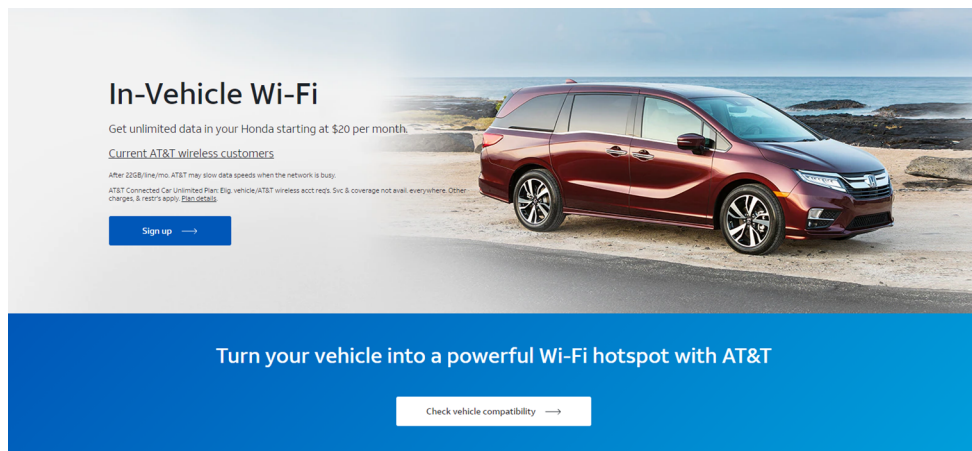 In-Vehicle Wi-Fi
Get unlimited data in your Honda starting at $20 per month.
Current AT&T wireless customers
After 22GB/line/mo. AT&T may slow data speeds when the network is busy.
AT&T Connected Car Unlimited Plan: Elig. vehicle/AT&T wireless acct req's. Svc & coverage not avail. everywhere. Other
charges, & restr's apply. Plan details.
Sign up
Turn your vehicle into a powerful Wi-Fi hotspot with AT&T
Check vehicle compatibility